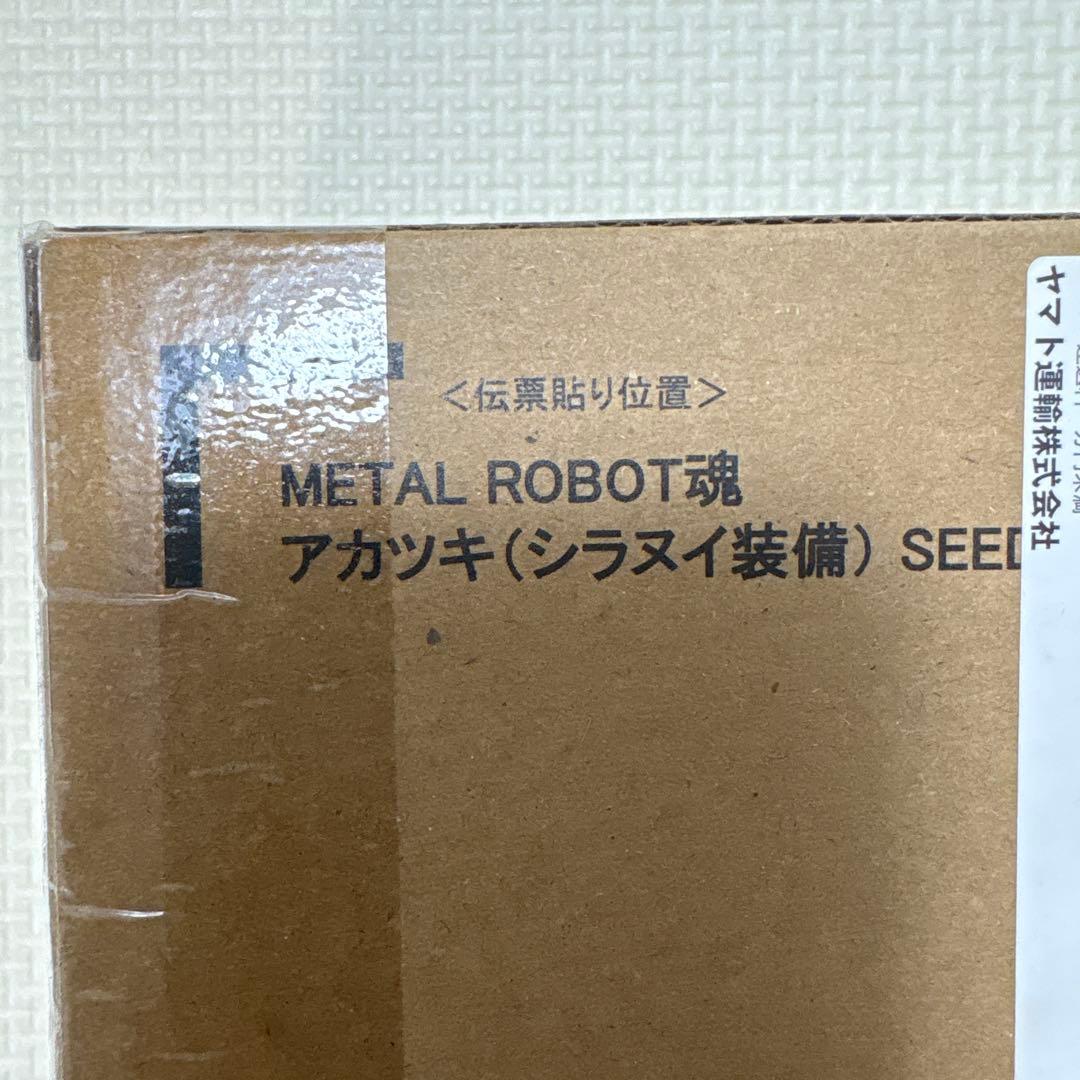 <伝票貼り位置>
METAL ROBOT魂
アカツキ(シラヌイ装備) SEED
ヤマト運輸株式会社